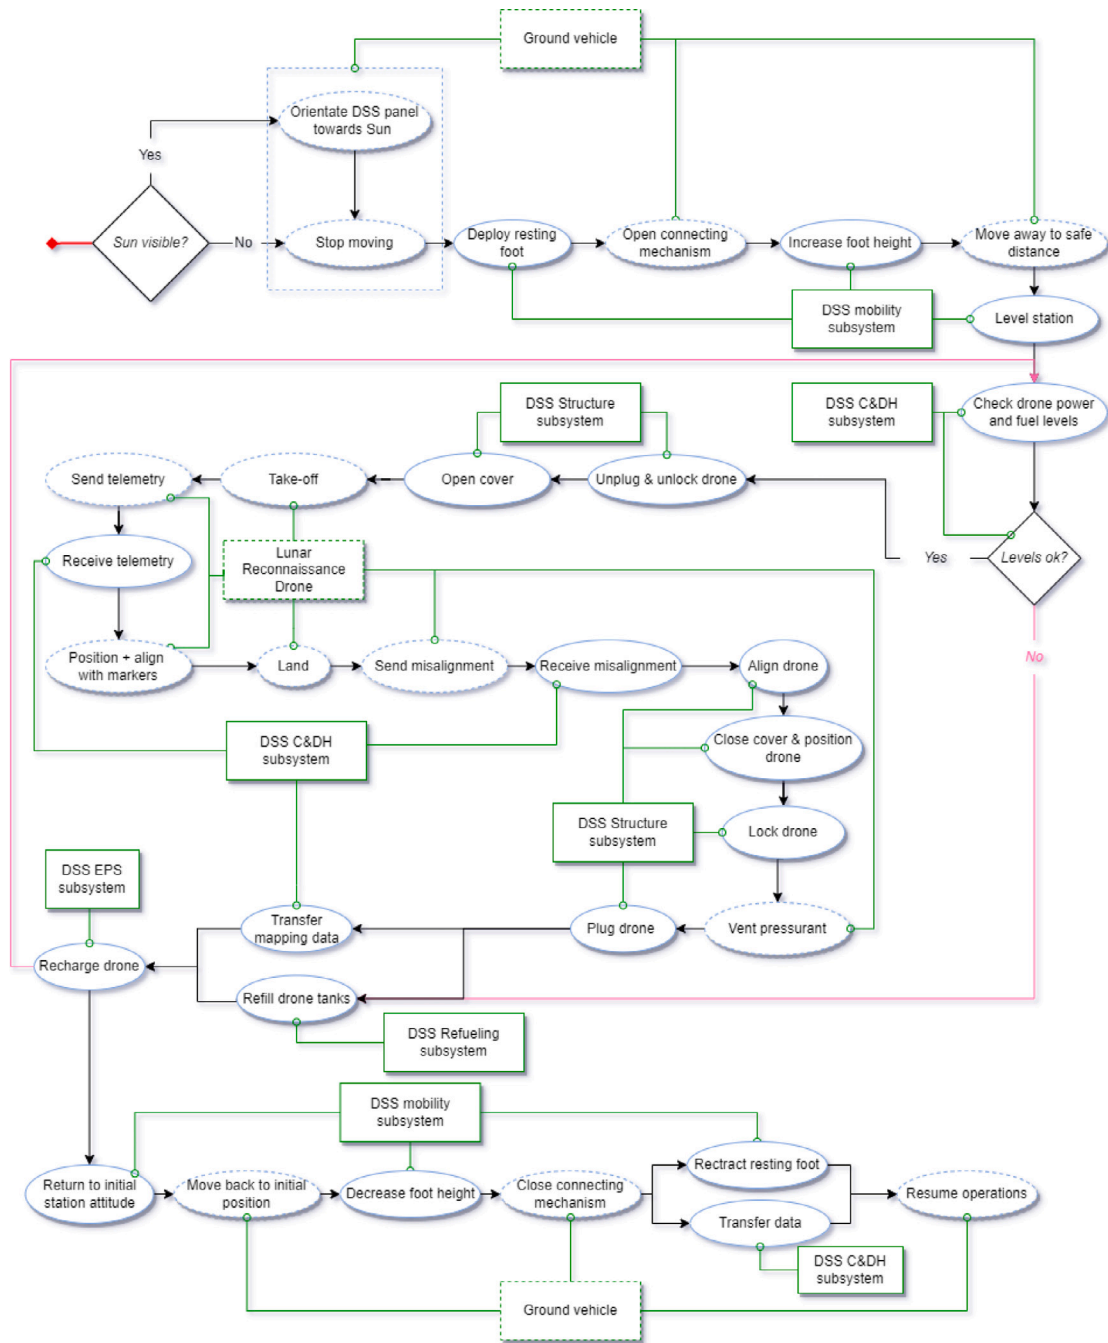 Ground vehicle
Orientate DSS panel
towards Sun
Yes
Sun visible?
No
Stop moving
Deploy resting
foot
Open connecting
mechanism
Increase foot height
Move away to safe
distance
DSS mobility
subsystem
Level station
DSS Structure
subsystem
DSS C&DH
subsystem
Check drone power
and fuel levels
Send telemetry
Take-off
Open cover
Unplug & unlock drone
Yes
Levels ok?
Receive telemetry
Lunar
Reconnaissance
Drone
No
Position + align
with markers
Land
Send misalignment
Receive misalignment
Align drone
DSS C&DH
subsystem
Close cover & position
drone
DSS Structure
subsystem
Lock drone
DSS EPS
subsystem
Transfer
mapping data
Plug drone
Vent pressurant
Recharge drone
Refill drone tanks
DSS Refueling
subsystem
DSS mobility
subsystem
Return to initial
station attitude
Move back to initial
position
Decrease foot height
Close connecting
mechanism
Rectract resting foot
Transfer data
Resume operations
DSS C&DH
subsystem
Ground vehicle